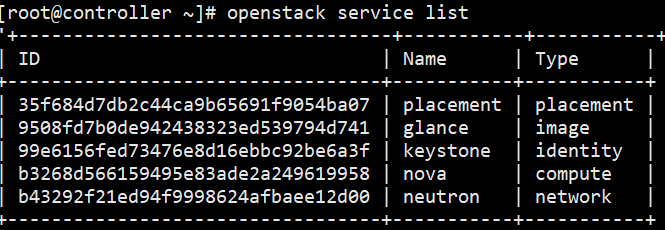 [root@controller ~]# openstack service list
'+----------------------------------+-----------+-----------+
| ID | Name | Type |
+----------------------------------+-----------+-----------+
| 35f684d7db2c44ca9b65691f9054ba07 | placement | placement |
| 9508fd7b0de942438323ed539794d741 | glance | image |
| 99e6156fed73476e8d16ebbc92be6a3f | keystone | identity |
| b3268d566159495e83ade2a249619958 | nova | compute |
| b43292f21ed94f9998624afbaee12d00 | neutron | network |
+----------------------------------+-----------+-----------+